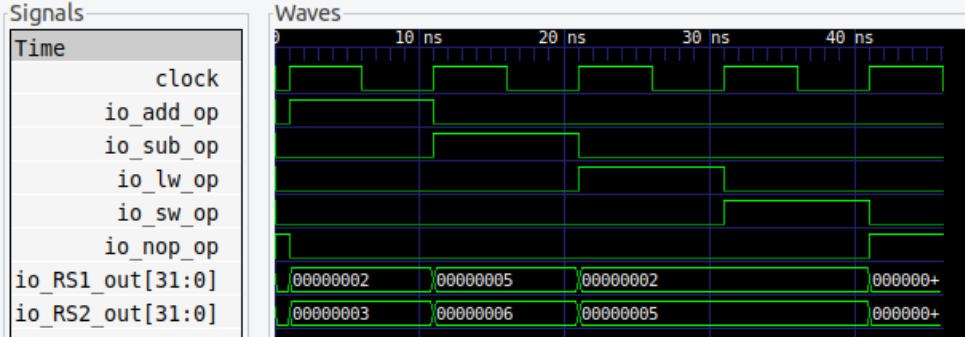 Signals
Waves
Time
0 10 ns 20 ns 30 ns 40 ns
clock
io_add_op
io_sub_op
io_lw_op
io_sw_op
io_nop_op
io_RS1_out[31:0] 00000002 00000005 00000002 000000+
io_RS2_out[31:0] 00000003 00000006 00000005 000000+